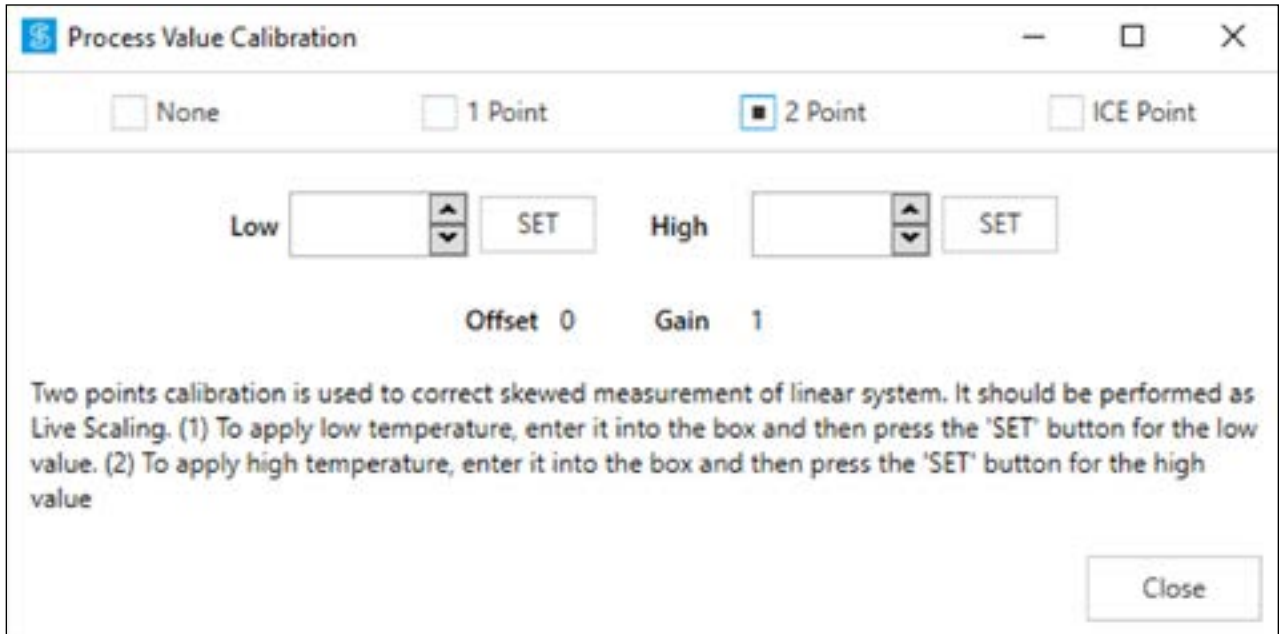 Process Value Calibration
None 1 Point 2 Point ICE Point
Low SET High SET
Offset 0 Gain 1
Two points calibration is used to correct skewed measurement of linear system. It should be performed as
Live Scaling. (1) To apply low temperature, enter it into the box and then press the 'SET' button for the low
value. (2) To apply high temperature, enter it into the box and then press the 'SET' button for the high
value
Close